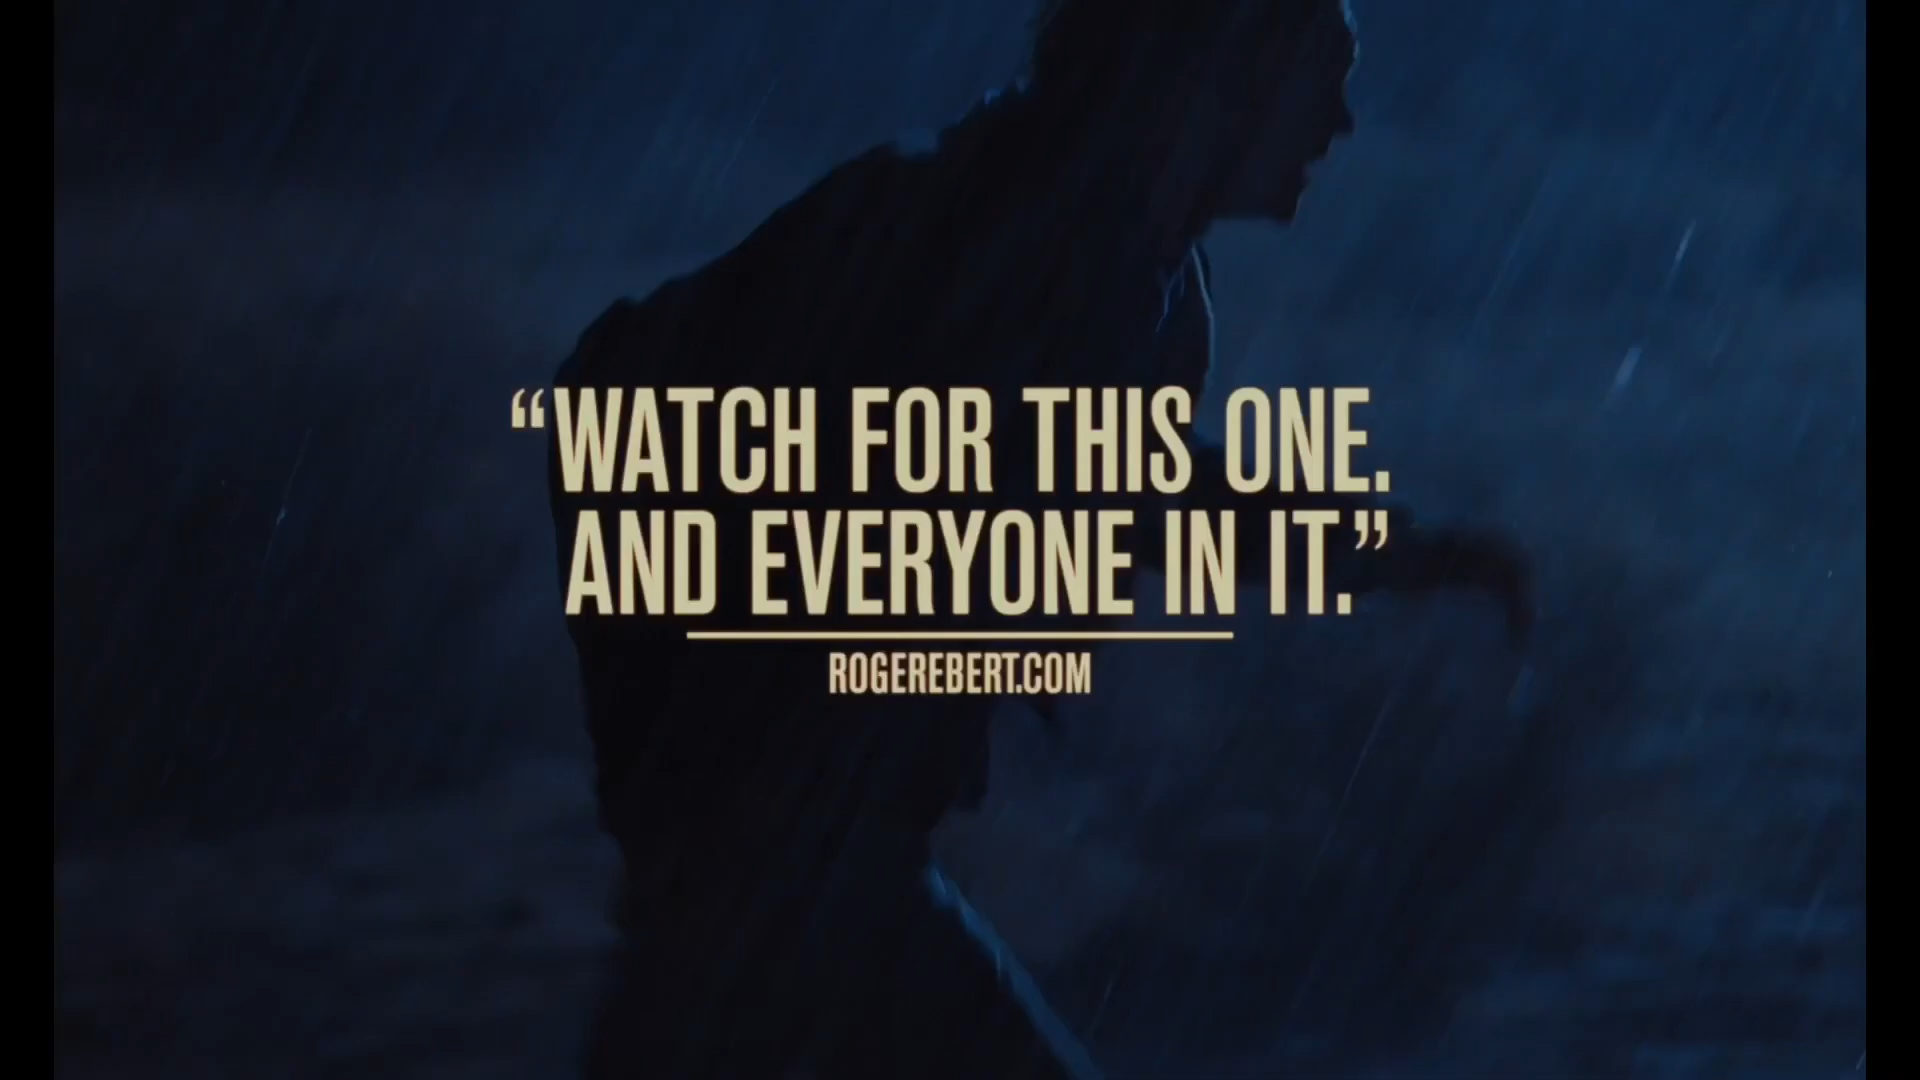 “WATCH FOR THIS ONE.
AND EVERYONE IN IT.”
ROGEREBERT.COM